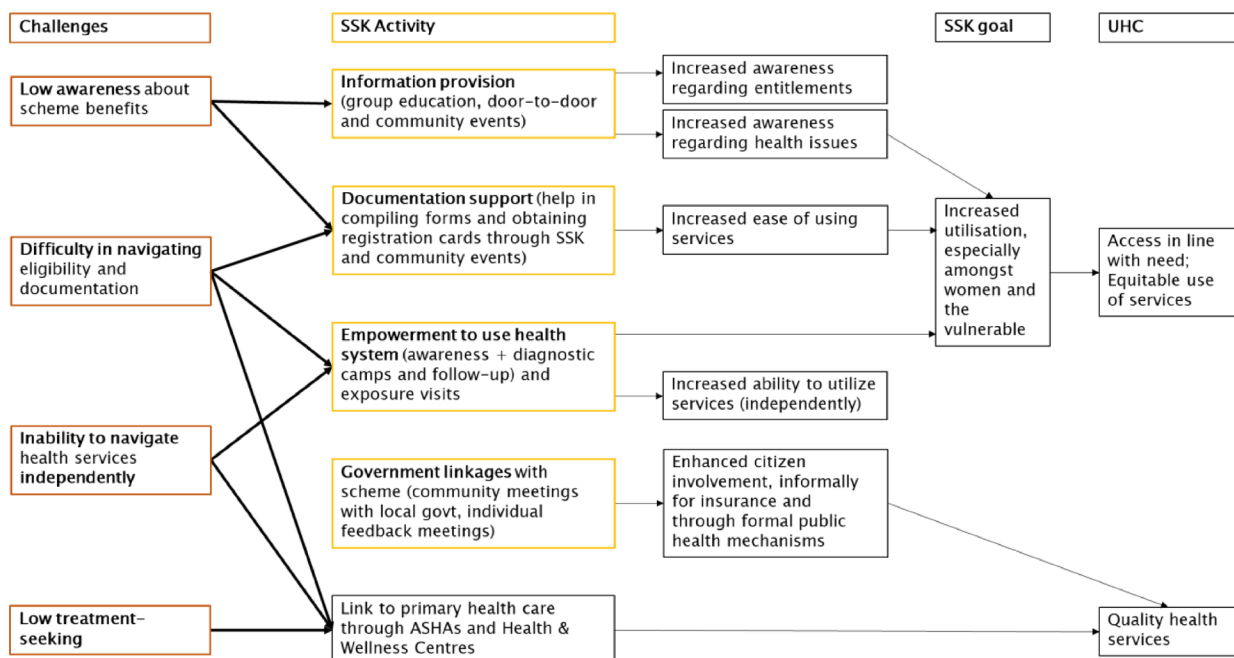 Challenges
SSK Activity
SSK goal
UHC
Low awareness about
scheme benefits
Information provision
(group education, door-to-door
and community events)
Increased awareness
regarding entitlements
Increased awareness
regarding health issues
Difficulty in navigating
eligibility and
documentation
Documentation support (help in
compiling forms and obtaining
registration cards through SSK
and community events)
Increased ease of using
services
Increased
utilisation,
especially
amongst
women and
the
vulnerable
Access in line
with need;
Equitable use
of services
Empowerment to use health
system (awareness + diagnostic
camps and follow-up) and
exposure visits
Increased ability to utilize
services (independently)
Inability to navigate
health services
independently
Government linkages with
scheme (community meetings
with local govt, individual
feedback meetings)
Enhanced citizen
involvement, informally
for insurance and
through formal public
health mechanisms
Low treatment-
seeking
Link to primary health care
through ASHAs and Health &
Wellness Centres
Quality health
services